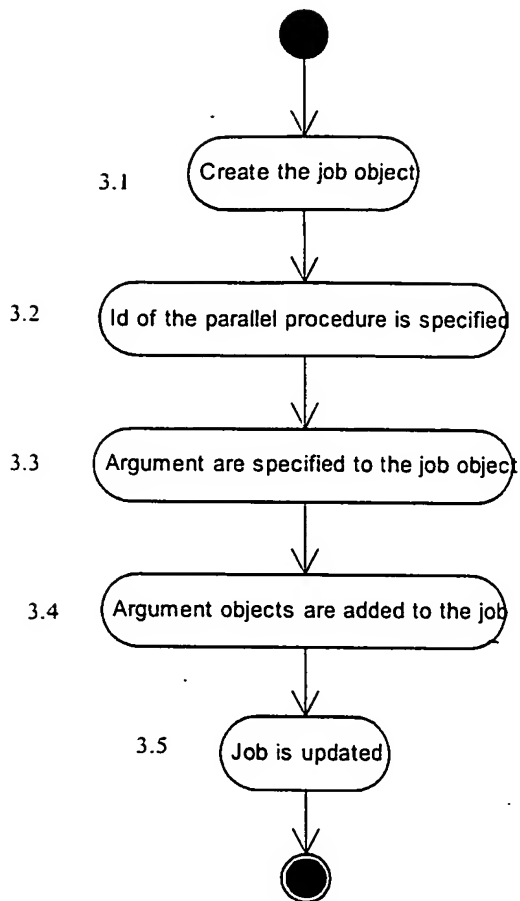 3.1 Create the job object
3.2 Id of the parallel procedure is specified
3.3 Argument are specified to the job object
3.4 Argument objects are added to the job
3.5 Job is updated